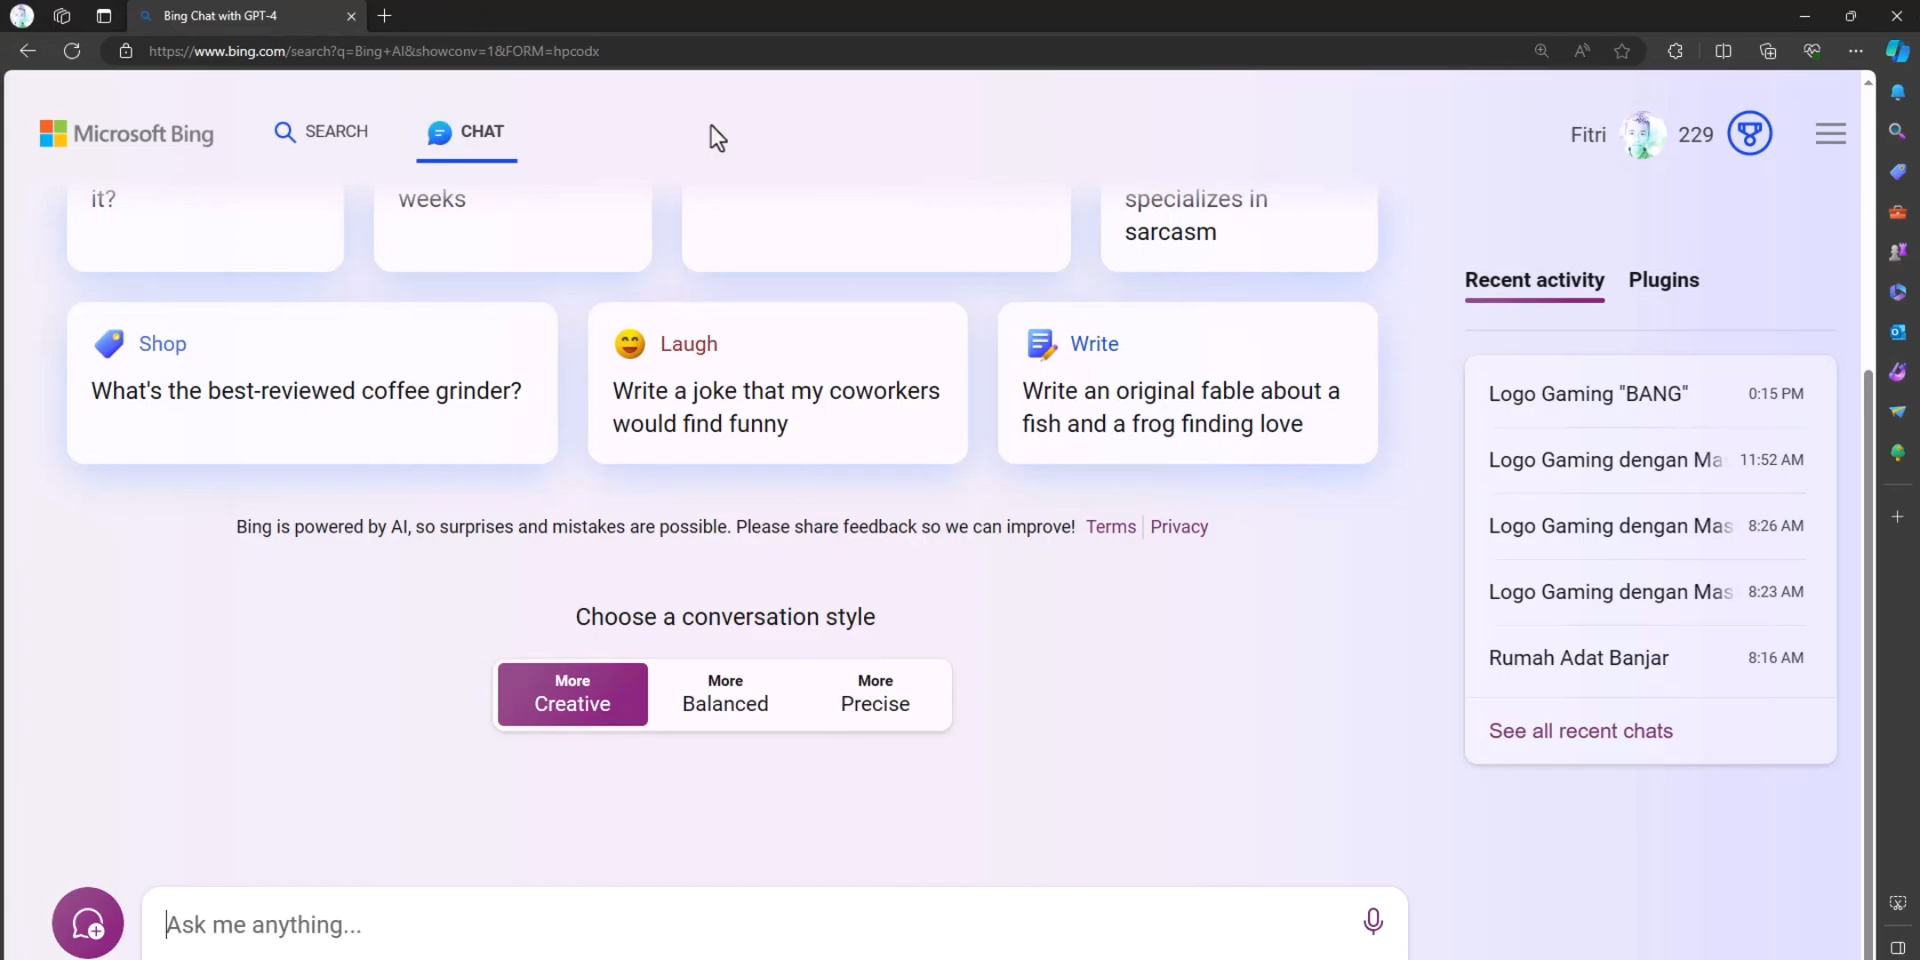 Bing Chat with GPT-4
https://www.bing.com/search?q=Bing+AI&showconv=1&FORM=hpcodx
Microsoft Bing
SEARCH
CHAT
Fitri
229
it?
weeks
specializes in
sarcasm
Shop
What's the best-reviewed coffee grinder?
Laugh
Write a joke that my coworkers
would find funny
Write
Write an original fable about a
fish and a frog finding love
Bing is powered by AI, so surprises and mistakes are possible. Please share feedback so we can improve! Terms Privacy
Choose a conversation style
More
Creative
More
Balanced
More
Precise
Ask me anything...
Recent activity
Plugins
Logo Gaming "BANG" 0:15 PM
Logo Gaming dengan Ma 11:52 AM
Logo Gaming dengan Mas 8:26 AM
Logo Gaming dengan Mas 8:23 AM
Rumah Adat Banjar 8:16 AM
See all recent chats